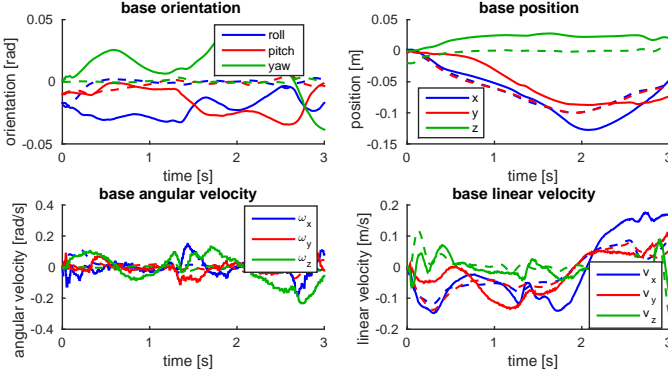 base orientation
orientation [rad]
0.05
0
-0.05
0
1
2
3
time [s]
roll
pitch
yaw
base position
position [m]
0.05
0
-0.05
-0.1
-0.15
0
1
2
3
time [s]
x
y
z
base angular velocity
angular velocity [rad/s]
0.4
0.2
0
-0.2
-0.4
0
1
2
3
time [s]
ω_x
ω_y
ω_z
base linear velocity
linear velocity [m/s]
0.2
0.1
0
-0.1
-0.2
0
1
2
3
time [s]
v_x
v_y
v_z